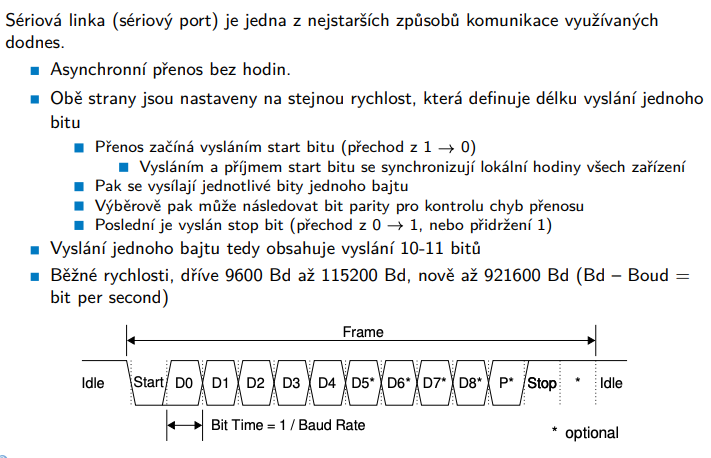 Sériová linka (sériový port) je jedna z nejstarších způsobů komunikace využívaných
dodnes.
Asynchronní přenos bez hodin.
Obě strany jsou nastaveny na stejnou rychlost, která definuje délku vyslání jednoho
bitu
Přenos začíná vysláním start bitu (přechod z 1 → 0)
Vysláním a příjmem start bitu se synchronizují lokální hodiny všech zařízení
Pak se vysílají jednotlivé bity jednoho bajtu
Výběrově pak může následovat bit parity pro kontrolu chyb přenosu
Poslední je vyslán stop bit (přechod z 0 → 1, nebo přidržení 1)
Vyslání jednoho bajtu tedy obsahuje vyslání 10-11 bitů
Běžné rychlosti, dříve 9600 Bd až 115200 Bd, nově až 921600 Bd (Bd – Boud =
bit per second)
Frame
Idle Start D0 D1 D2 D3 D4 D5* D6* D7* D8* P* Stop * Idle
Bit Time = 1 / Baud Rate
* optional